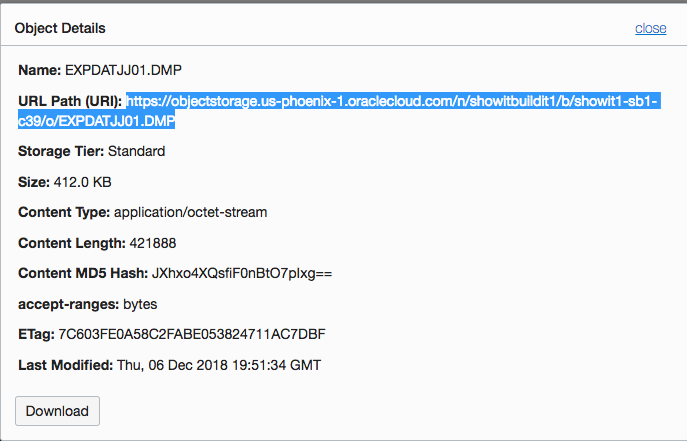 Object Details
close
Name: EXPDATJJ01.DMP
URL Path (URI): https://objectstorage.us-phoenix-1.oraclecloud.com/n/showitbuildit1/b/showit1-sb1-
c39/o/EXPDATJJ01.DMP
Storage Tier: Standard
Size: 412.0 KB
Content Type: application/octet-stream
Content Length: 421888
Content MD5 Hash: JXhxo4XQsfiF0nBtO7pIxg==
accept-ranges: bytes
ETag: 7C603FE0A58C2FABE053824711AC7DBF
Last Modified: Thu, 06 Dec 2018 19:51:34 GMT
Download